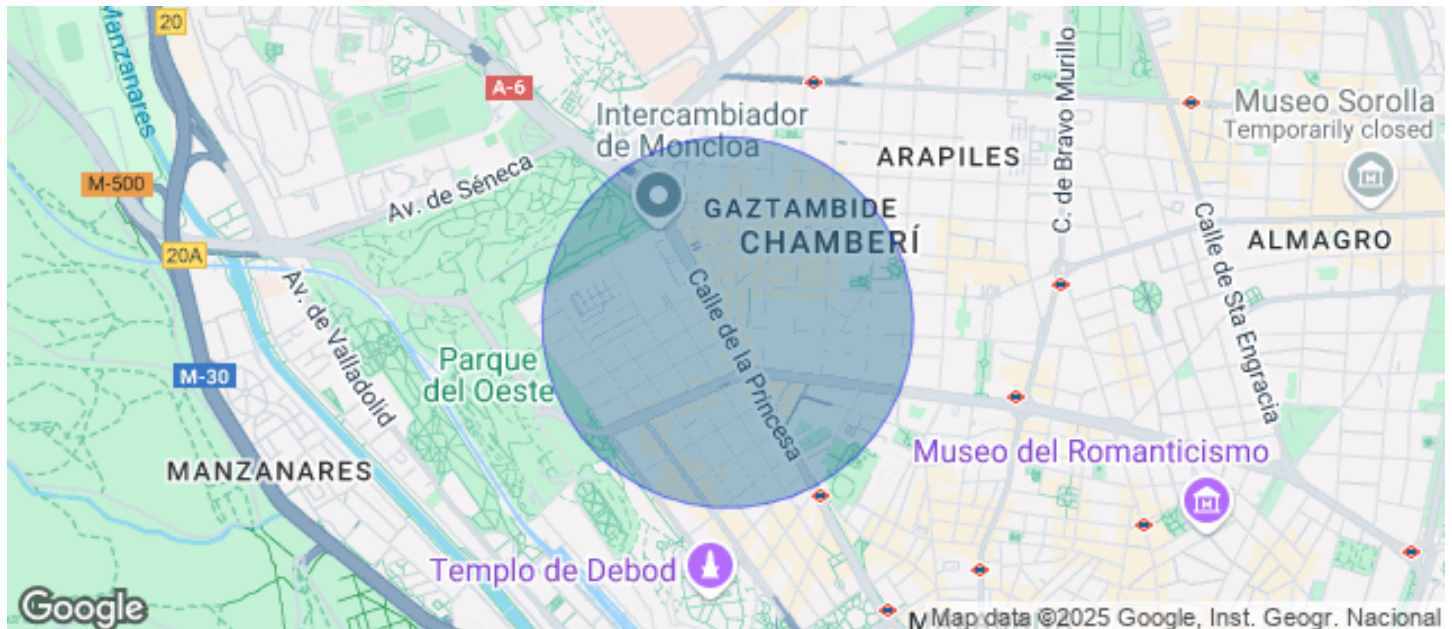 20
Manzanares
A-6
Intercambiador
de Moncloa
C. de Bravo Murillo
Museo Sorolla
Temporarily closed
ARAPILES
M-500
Av. de Séneca
GAZTAMBIDE
CHAMBERÍ
Calle de Sta Engracia
ALMAGRO
20A
Av. de Valladolid
Calle de la Princesa
Parque
del Oeste
M-30
MANZANARES
Museo del Romanticismo
Templo de Debod
Google
Map data ©2025 Google, Inst. Geogr. Nacional